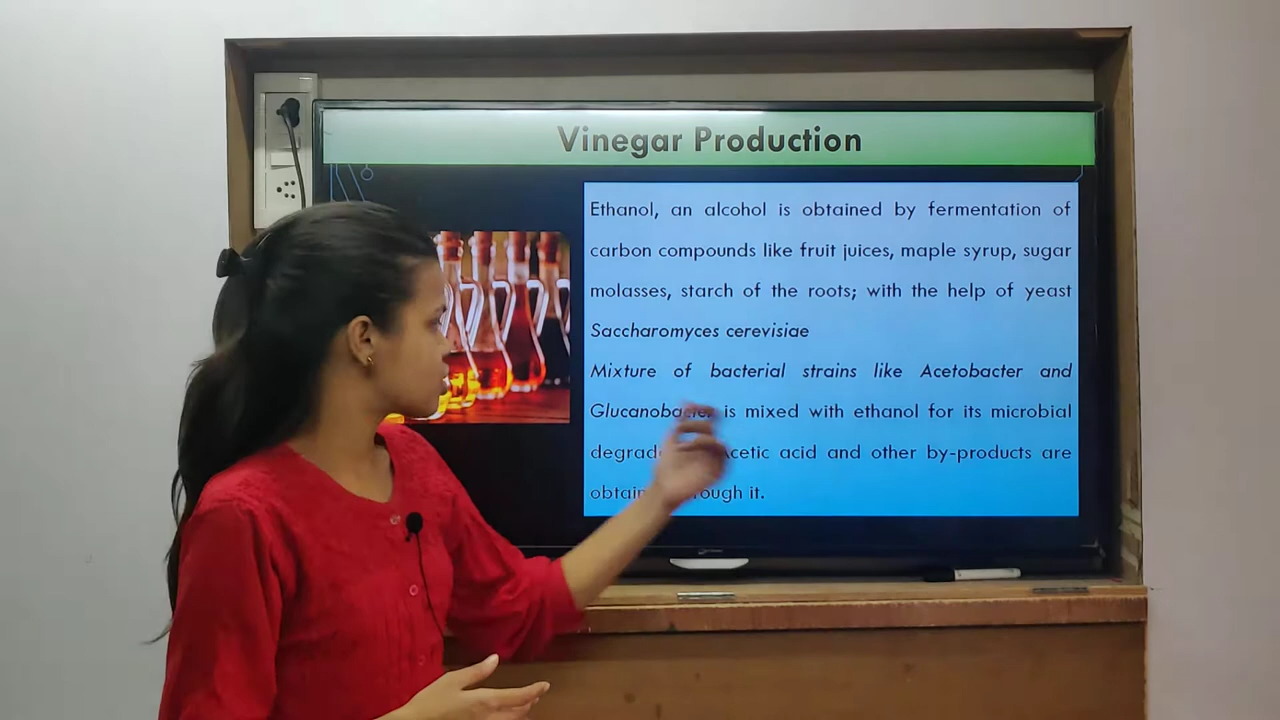 Vinegar Production
Ethanol, an alcohol is obtained by fermentation of
carbon compounds like fruit juices, maple syrup, sugar
molasses, starch of the roots; with the help of yeast
Saccharomyces cerevisiae
Mixture of bacterial strains like Acetobacter and
is mixed with ethanol for its microbial
acid and other by-products are
it.